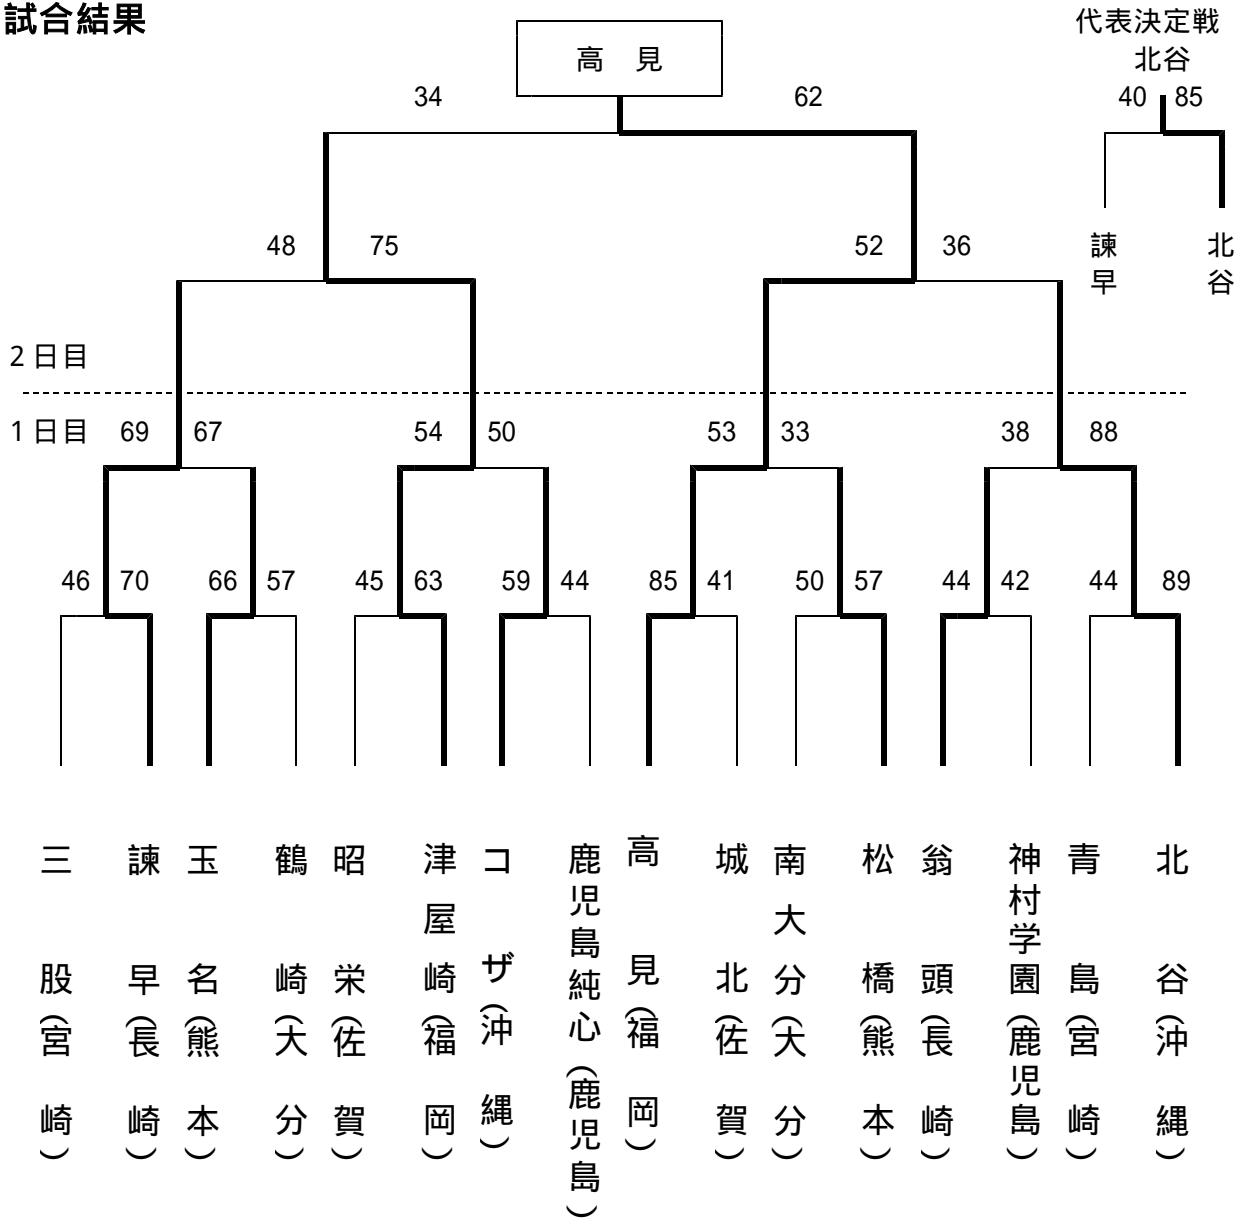 試合結果
代表決定戦
北谷
高 見
34 62
40 85
48 75 52 36
諫早
北谷
2日目
1日目 69 67 54 50 53 33 38 88
46 70 66 57 45 63 59 44 85 41 50 57 44 42 44 89
三股(宮崎)
諫早(長崎)
玉名(熊本)
鶴崎(大分)
昭栄(佐賀)
津屋崎(福岡)
コザ(沖縄)
鹿児島純心(鹿児島)
高見(福岡)
城北(佐賀)
南大分(大分)
松橋(熊本)
翁頭(長崎)
神村学園(鹿児島)
青島(宮崎)
北谷(沖縄)